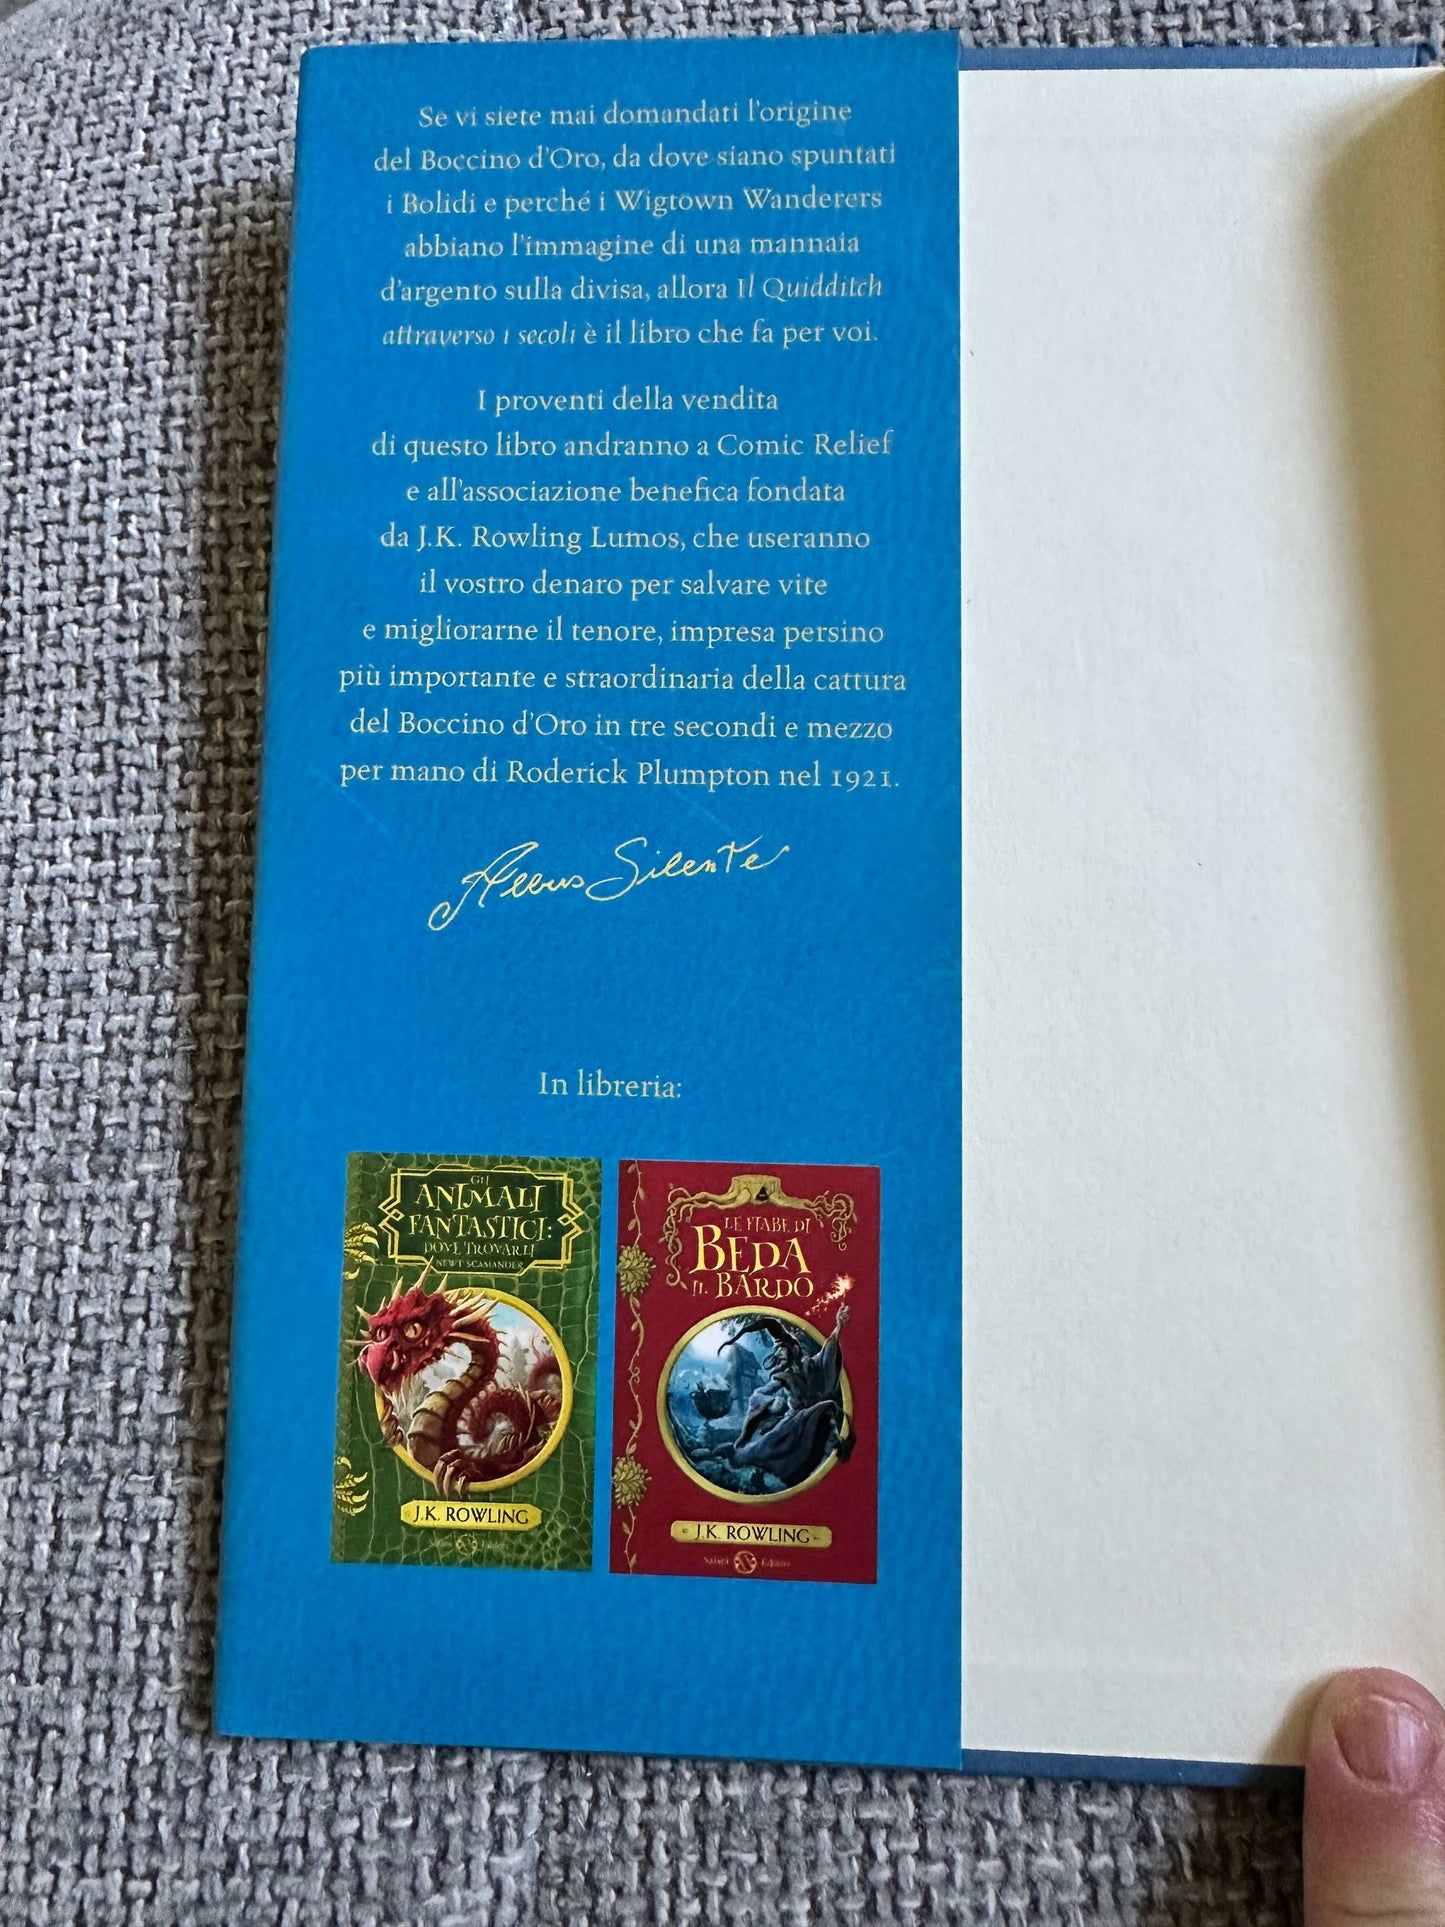 Se vi siete mai domandati l'origine
del Boccino d'Oro, da dove siano spuntati
i Bolidi e perché i Wigtown Wanderers
abbiano l'immagine di una mannaia
d'argento sulla divisa, allora Il Quidditch
attraverso i secoli è il libro che fa per voi.
I proventi della vendita
di questo libro andranno a Comic Relief
e all'associazione benefica fondata
da J.K. Rowling Lumos, che useranno
il vostro denaro per salvare vite
e migliorarne il tenore, impresa persino
più importante e straordinaria della cattura
del Boccino d'Oro in tre secondi e mezzo
per mano di Roderick Plumpton nel 1921.
Albus Silente
In libreria:
GLI
ANIMALI
FANTASTICI:
DOVE TROVARLI
NEWT SCAMANDER
J.K. ROWLING
Salani Editore
LE FIABE DI
BEDA
IL BARDO
J.K. ROWLING
Salani Editore